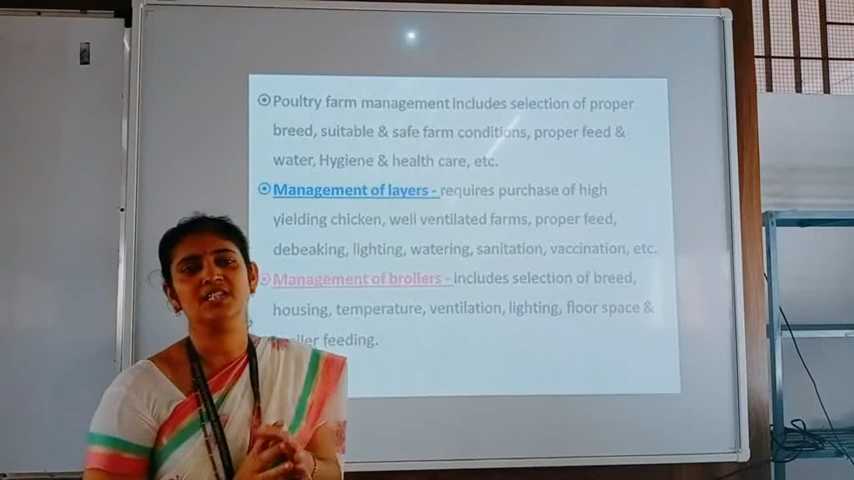 Poultry farm management includes selection of proper
breed, suitable & safe farm conditions, proper feed &
water, Hygiene & health care, etc.
Management of layers - requires purchase of high
yielding chicken, well ventilated farms, proper feed,
debeaking, lighting, watering, sanitation, vaccination, etc.
Management of broilers - includes selection of breed,
housing, temperature, ventilation, lighting, floor space &
feeding.